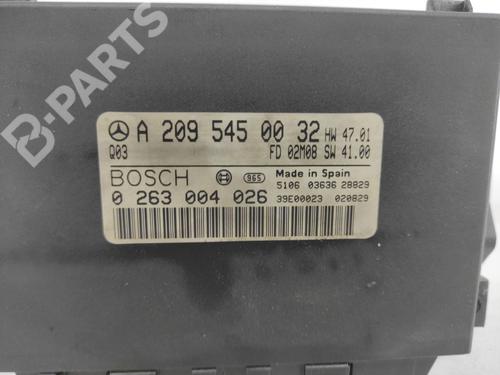 B-PARTS
A 209 545 00 32 HW 47.01
Q03 FD 02M08 SW 41.00
BOSCH 965 Made in Spain
0 263 004 026 5106 03636 28829
39E00023 020829